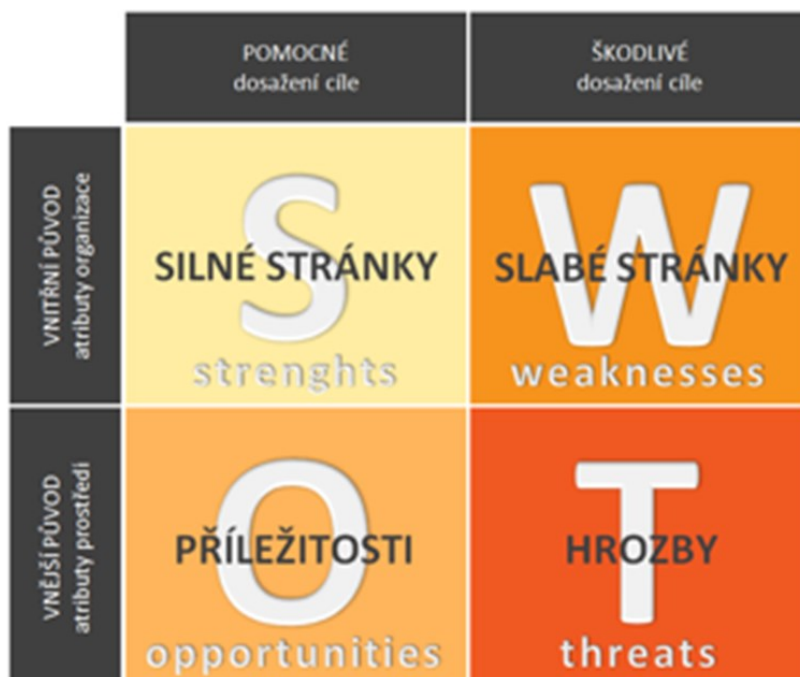 POMOCNÉ
dosažení cíle
ŠKODLIVÉ
dosažení cíle
VNITŘNÍ PŮVOD
atributy organizace
S
SILNÉ STRÁNKY
strenghts
W
SLABÉ STRÁNKY
weaknesses
VNĚJŠÍ PŮVOD
atributy prostředí
O
PŘÍLEŽITOSTI
opportunities
T
HROZBY
threats